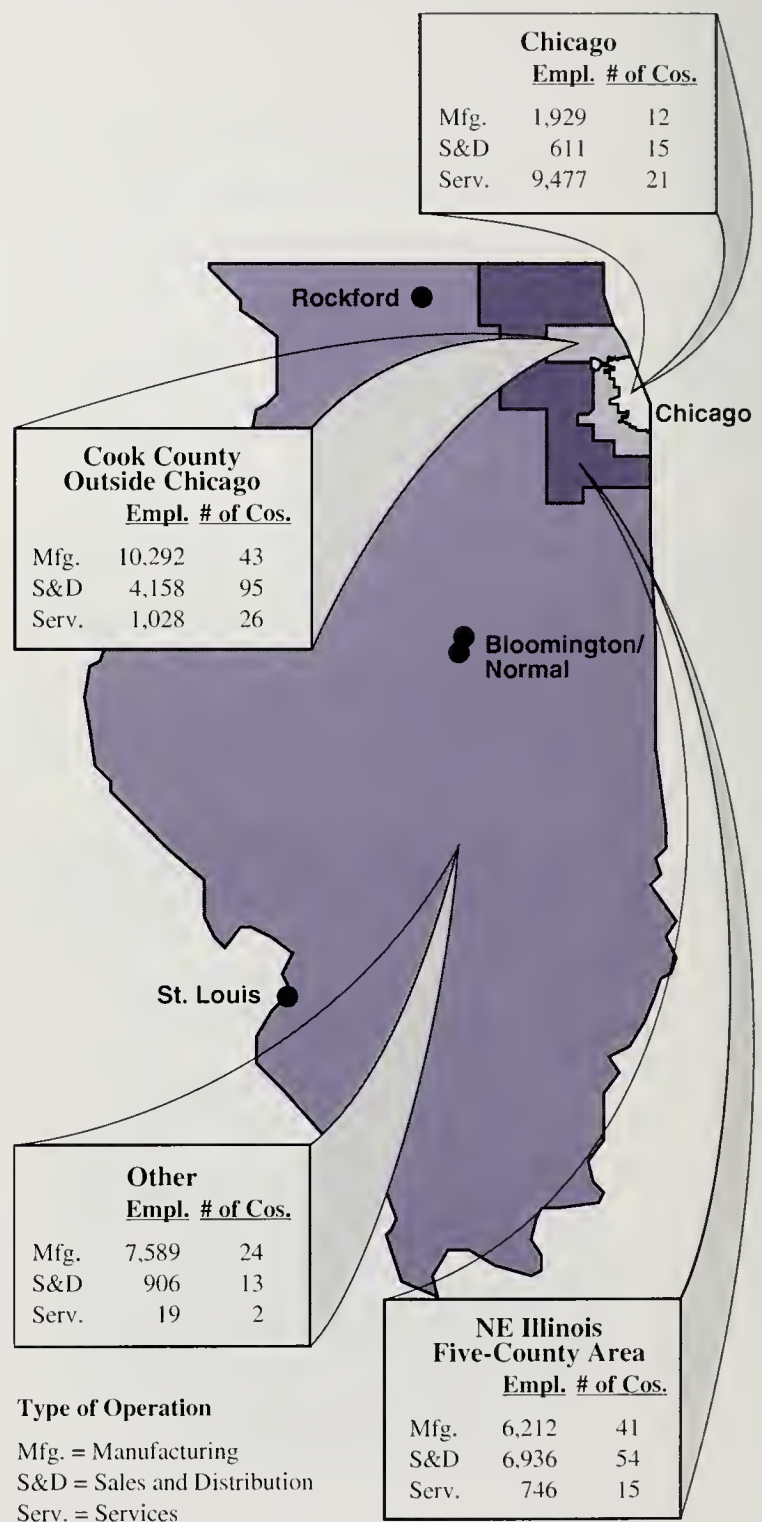 Chicago
Empl. # of Cos.
Mfg. 1,929 12
S&D 611 15
Serv. 9,477 21
Rockford
Chicago
Cook County
Outside Chicago
Empl. # of Cos.
Mfg. 10,292 43
S&D 4,158 95
Serv. 1,028 26
Bloomington/
Normal
St. Louis
Other
Empl. # of Cos.
Mfg. 7,589 24
S&D 906 13
Serv. 19 2
NE Illinois
Five-County Area
Empl. # of Cos.
Mfg. 6,212 41
S&D 6,936 54
Serv. 746 15
Type of Operation
Mfg. = Manufacturing
S&D = Sales and Distribution
Serv. = Services